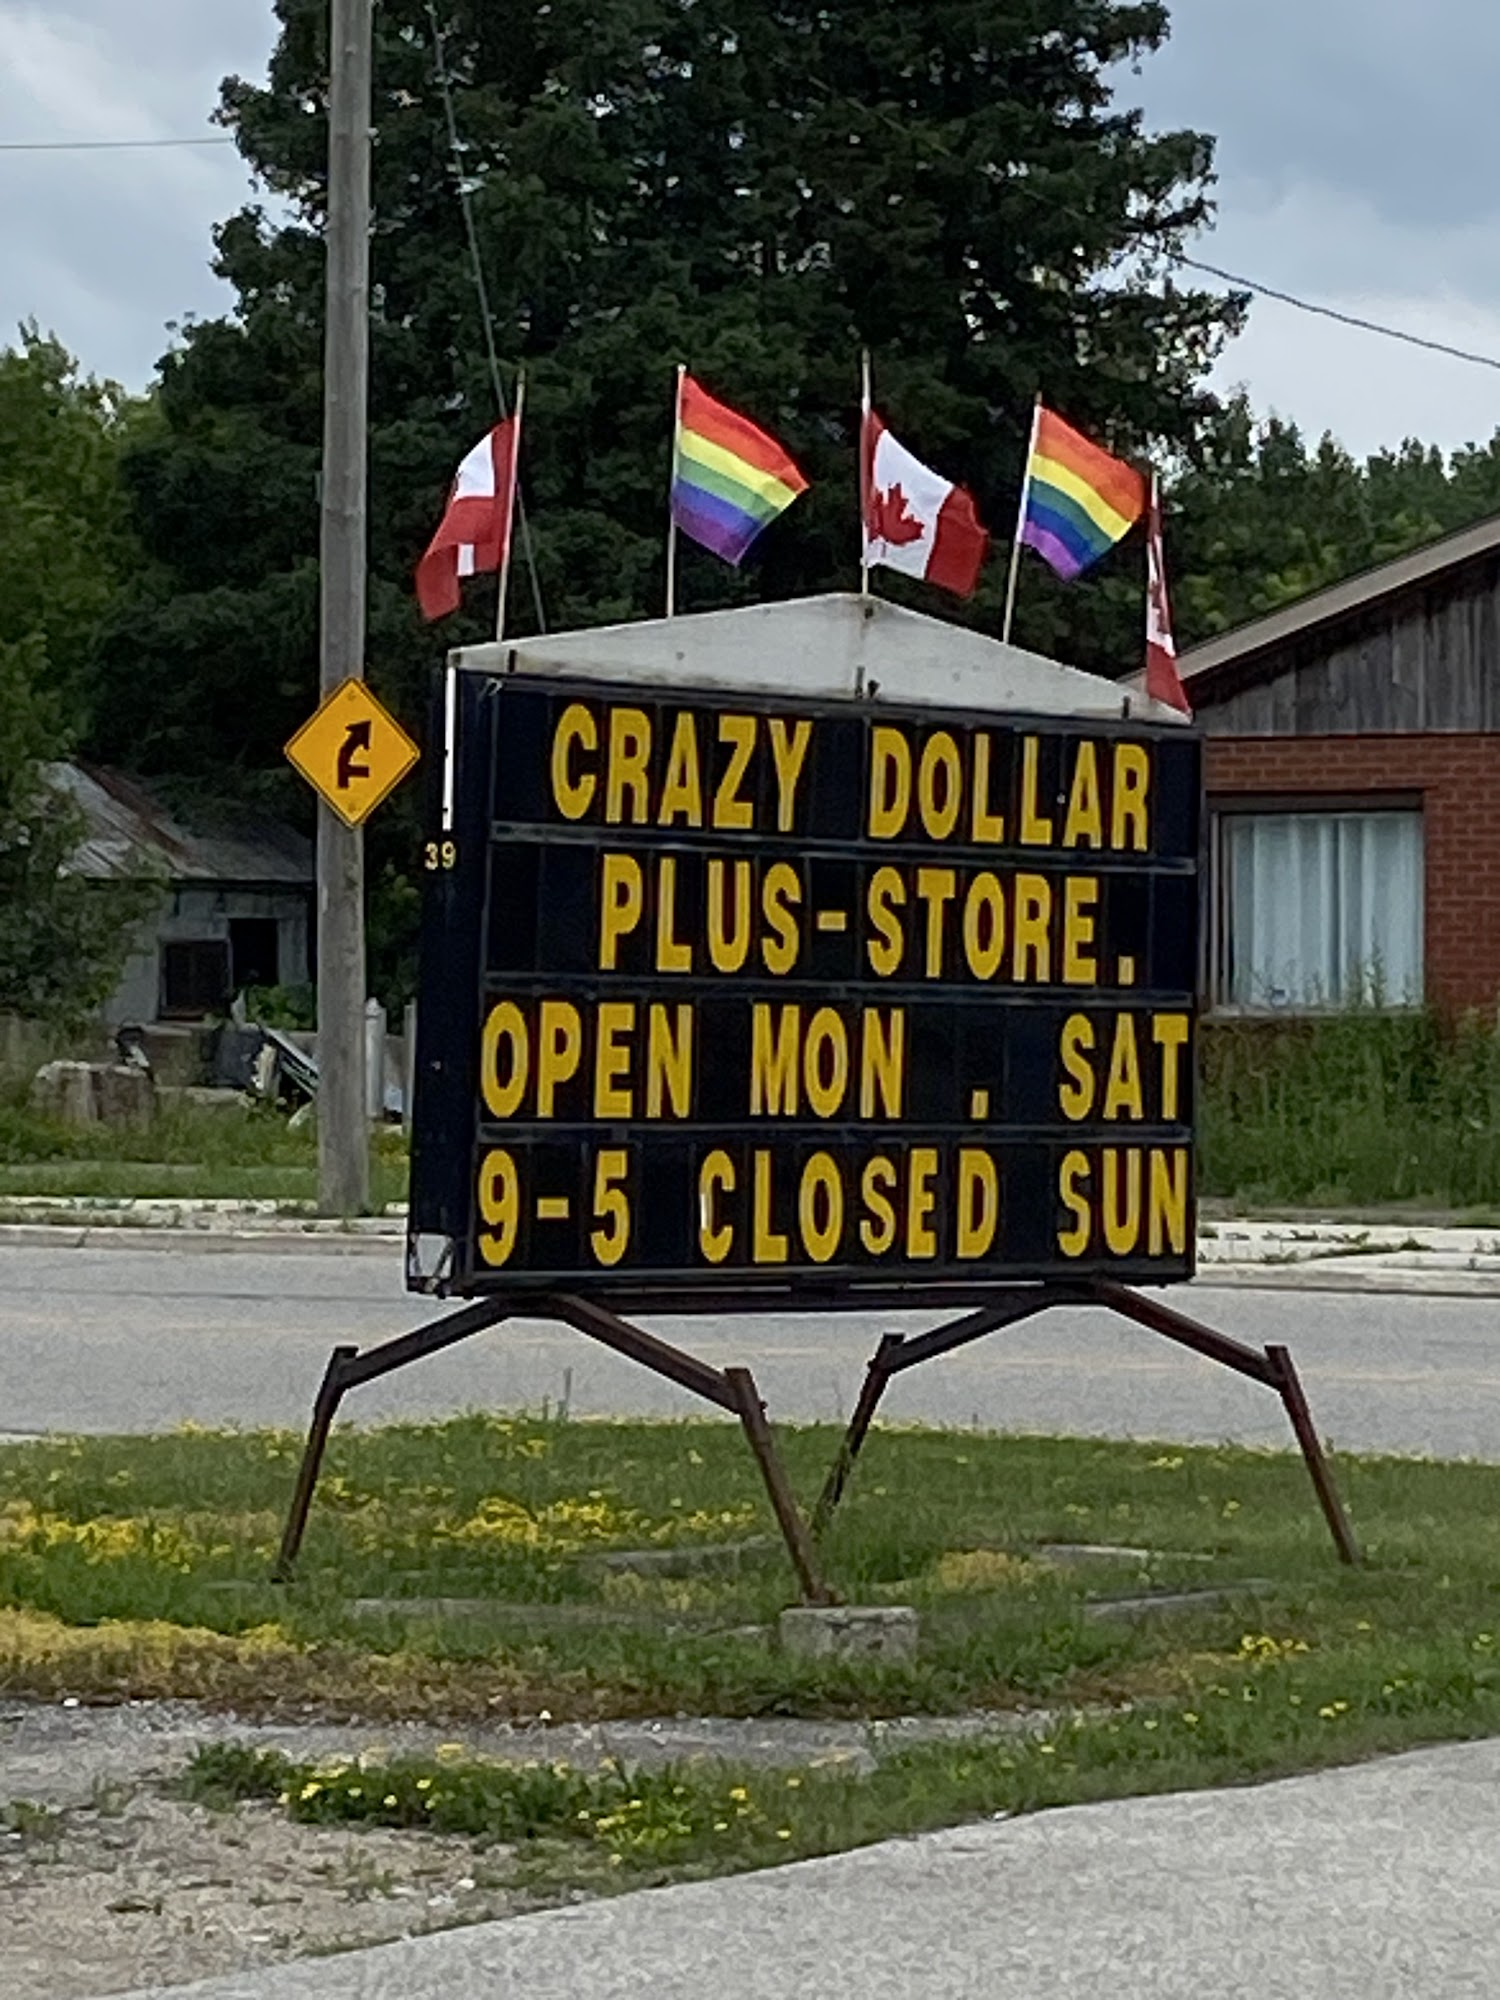 CRAZY DOLLAR
PLUS-STORE.
OPEN MON . SAT
9-5 CLOSED SUN
39